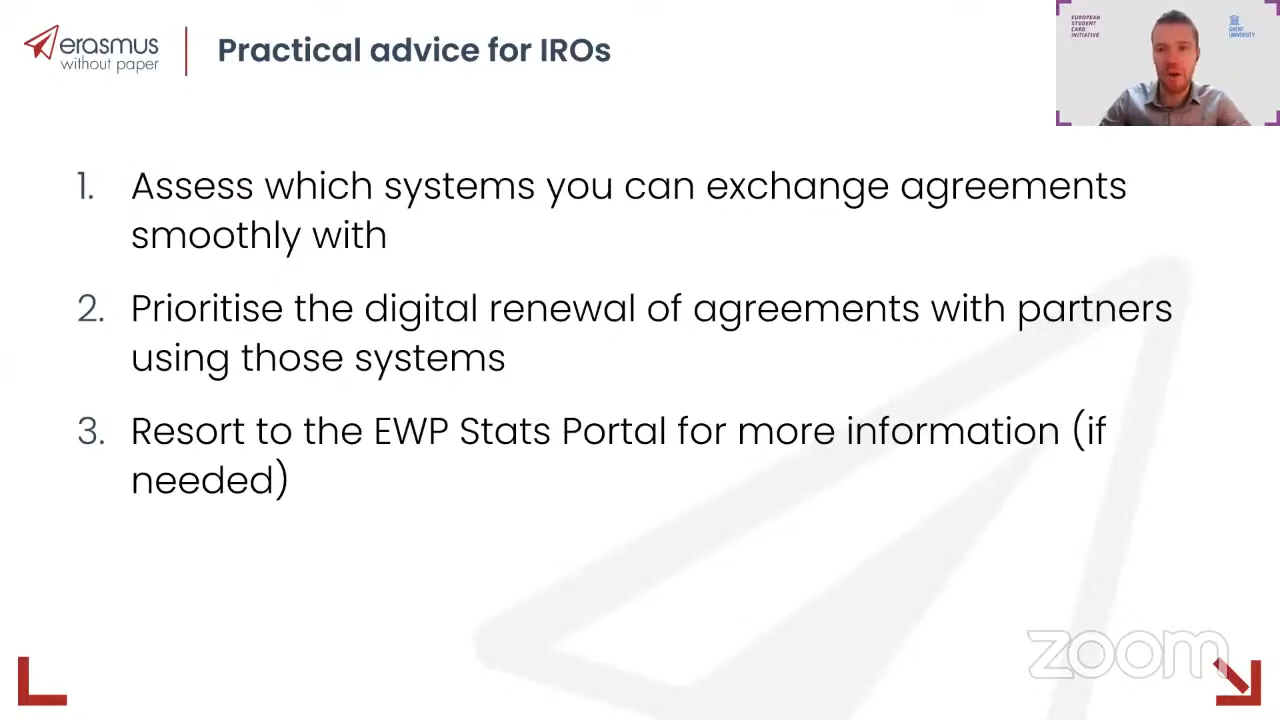 erasmus
without paper
Practical advice for IROs
EUROPEAN
STUDENT
CARD
INITIATIVE
GHENT
UNIVERSITY
1. Assess which systems you can exchange agreements
smoothly with
2. Prioritise the digital renewal of agreements with partners
using those systems
3. Resort to the EWP Stats Portal for more information (if
needed)
zoom